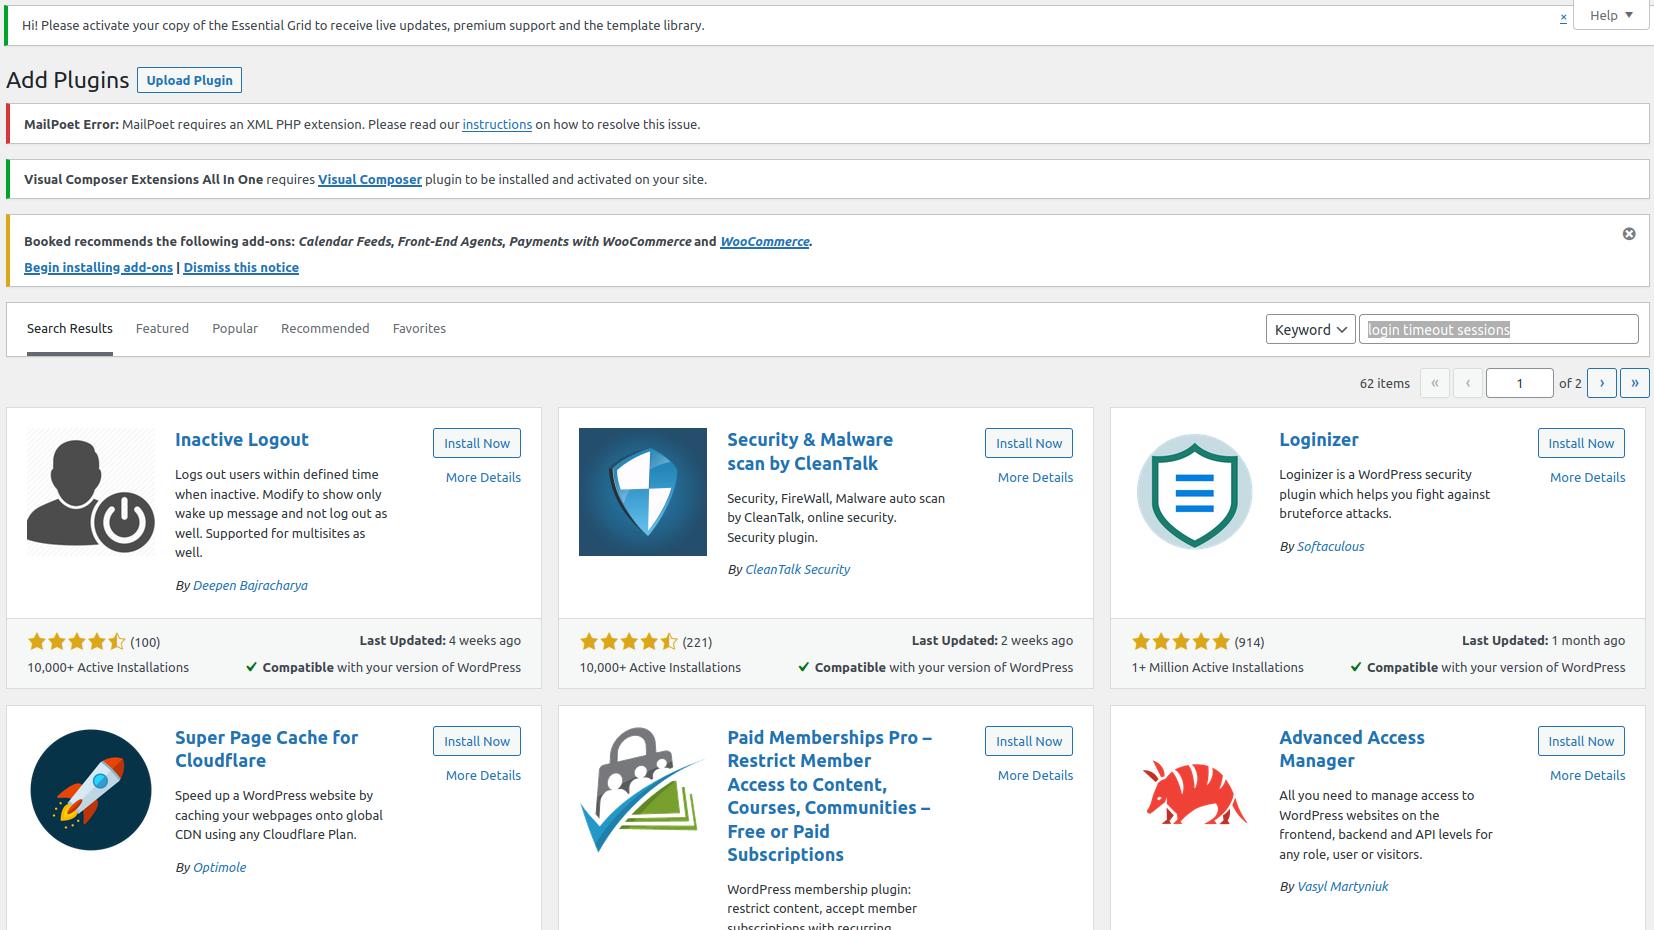 Hi! Please activate your copy of the Essential Grid to receive live updates, premium support and the template library.
×
Help
Add Plugins
Upload Plugin
MailPoet Error: MailPoet requires an XML PHP extension. Please read our instructions on how to resolve this issue.
Visual Composer Extensions All In One requires Visual Composer plugin to be installed and activated on your site.
Booked recommends the following add-ons: Calendar Feeds, Front-End Agents, Payments with WooCommerce and WooCommerce.
Begin installing add-ons | Dismiss this notice
Search Results Featured Popular Recommended Favorites
Keyword
login timeout sessions
62 items « ‹ 1 of 2 › »
Inactive Logout
Install Now
More Details
Logs out users within defined time
when inactive. Modify to show only
wake up message and not log out as
well. Supported for multisites as
well.
By Deepen Bajracharya
(100)
Last Updated: 4 weeks ago
10,000+ Active Installations
Compatible with your version of WordPress
Security & Malware
scan by CleanTalk
Install Now
More Details
Security, FireWall, Malware auto scan
by CleanTalk, online security.
Security plugin.
By CleanTalk Security
(221)
Last Updated: 2 weeks ago
10,000+ Active Installations
Compatible with your version of WordPress
Loginizer
Install Now
More Details
Loginizer is a WordPress security
plugin which helps you fight against
bruteforce attacks.
By Softaculous
(914)
Last Updated: 1 month ago
1+ Million Active Installations
Compatible with your version of WordPress
Super Page Cache for
Cloudflare
Install Now
More Details
Speed up a WordPress website by
caching your webpages onto global
CDN using any Cloudflare Plan.
By Optimole
Paid Memberships Pro –
Restrict Member
Access to Content,
Courses, Communities –
Free or Paid
Subscriptions
Install Now
More Details
WordPress membership plugin:
restrict content, accept member
subscriptions with recurring
Advanced Access
Manager
Install Now
More Details
All you need to manage access to
WordPress websites on the
frontend, backend and API levels for
any role, user or visitors.
By Vasyl Martyniuk